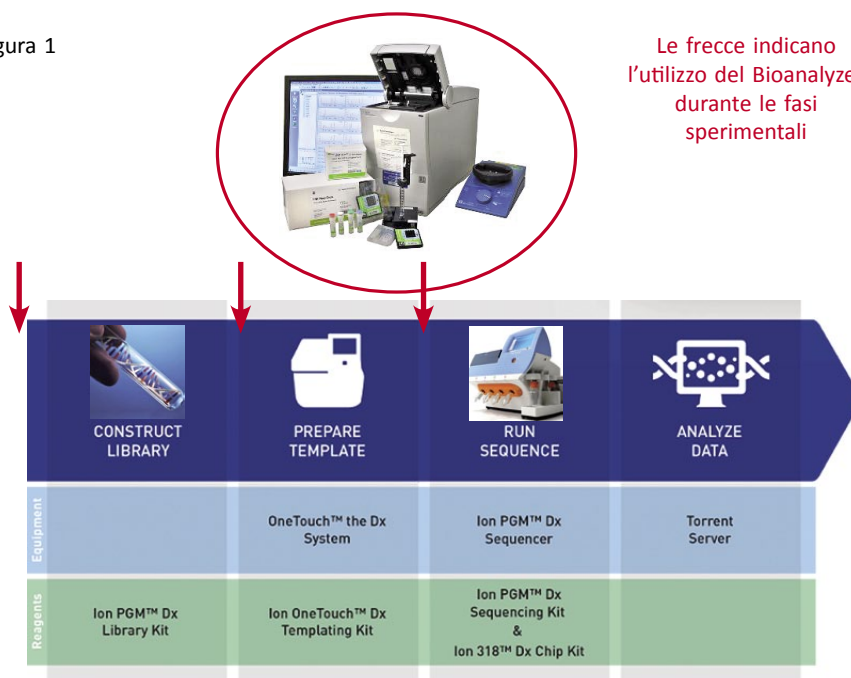 gura 1
Le frecce indicano
l'utilizzo del Bioanalyze
durante le fasi
sperimentali
CONSTRUCT
LIBRARY
PREPARE
TEMPLATE
RUN
SEQUENCE
ANALYZE
DATA
Equipment
OneTouch™ the Dx
System
Ion PGM™ Dx
Sequencer
Torrent
Server
Reagents
Ion PGM™ Dx
Library Kit
Ion OneTouch™ Dx
Templating Kit
Ion PGM™ Dx
Sequencing Kit
&
Ion 318™ Dx Chip Kit